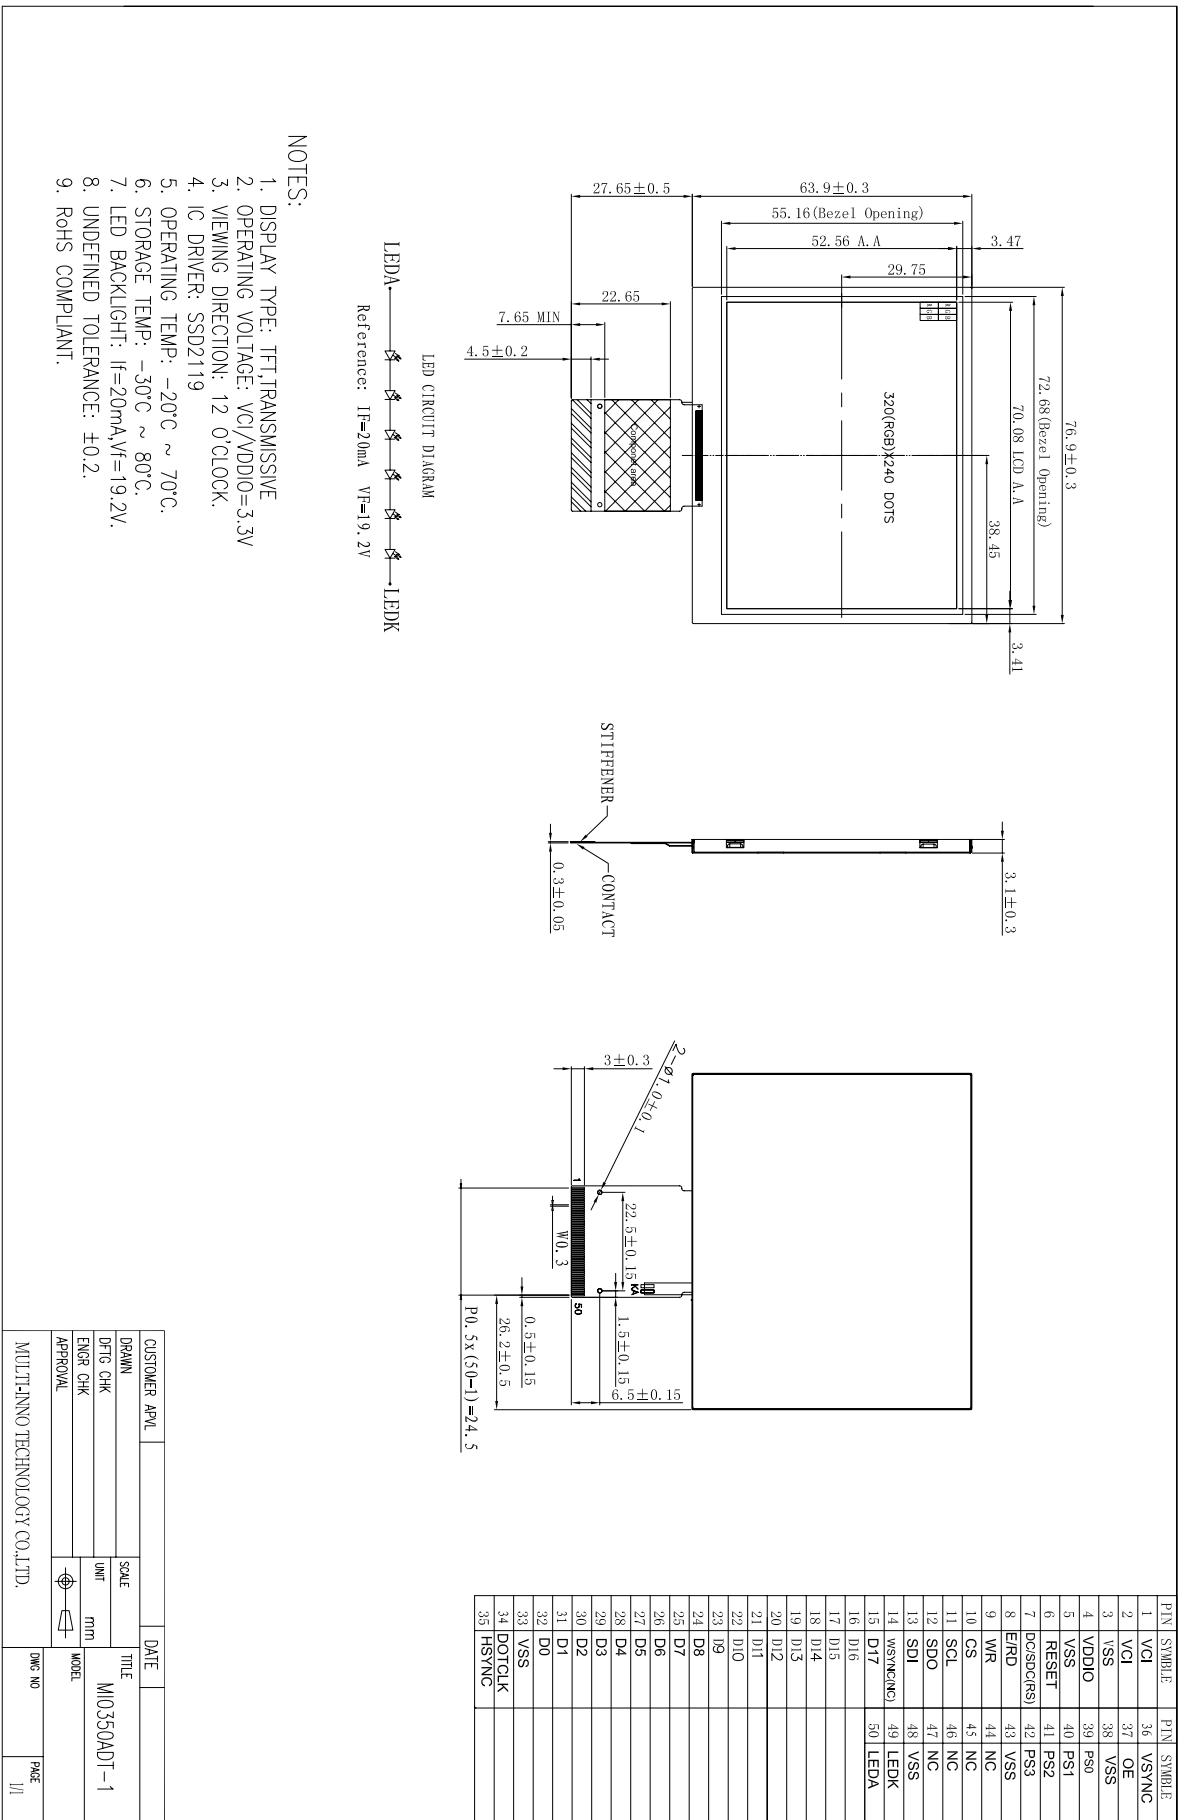 76.9±0.3
72.68(Bezel Opening)
70.08 LCD A.A
38.45
3.41
63.9±0.3
55.16(Bezel Opening)
52.56 A.A
3.47
29.75
27.65±0.5
22.65
7.65 MIN
4.5±0.2
R G B
R G B
R G B
R G B
320(RGB)X240 DOTS
Componet area
3.1±0.3
STIFFENER
CONTACT
0.3±0.05
2-ø1.0±0.1
3±0.3
1
50
22.5±0.15
KA
W0.3
1.5±0.15
6.5±0.15
0.5±0.15
26.2±0.5
P0.5x(50-1)=24.5
LED CIRCUIT DIAGRAM
LEDA
LEDK
Reference: IF=20mA VF=19.2V
NOTES:
1. DISPLAY TYPE: TFT,TRANSMISSIVE
2. OPERATING VOLTAGE: VCI/VDDIO=3.3V
3. VIEWING DIRECTION: 12 O'CLOCK.
4. IC DRIVER: SSD2119
5. OPERATING TEMP: -20°C ~ 70°C.
6. STORAGE TEMP: -30°C ~ 80°C.
7. LED BACKLIGHT: If=20mA,Vf=19.2V.
8. UNDEFINED TOLERANCE: ±0.2.
9. RoHS COMPLIANT.
PIN SYMBLE PIN SYMBLE
1 VCI 36 VSYNC
2 VCI 37 OE
3 VSS 38 VSS
4 VDDIO 39 PS0
5 VSS 40 PS1
6 RESET 41 PS2
7 DC/SDC(RS) 42 PS3
8 E/RD 43 VSS
9 WR 44 NC
10 CS 45 NC
11 SCL 46 NC
12 SDO 47 NC
13 SDI 48 VSS
14 WSYNC(NC) 49 LEDK
15 D17 50 LEDA
16 D16
17 D15
18 D14
19 D13
20 D12
21 D11
22 D10
23 D9
24 D8
25 D7
26 D6
27 D5
28 D4
29 D3
30 D2
31 D1
32 D0
33 VSS
34 DOTCLK
35 HSYNC
CUSTOMER APVL
DATE
DRAWN
DFTG CHK
ENGR CHK
APPROVAL
SCALE
UNIT mm
TITLE
MI0350ADT-1
MODEL
MULTI-INNO TECHNOLOGY CO.,LTD.
DWG NO
PAGE
1/1